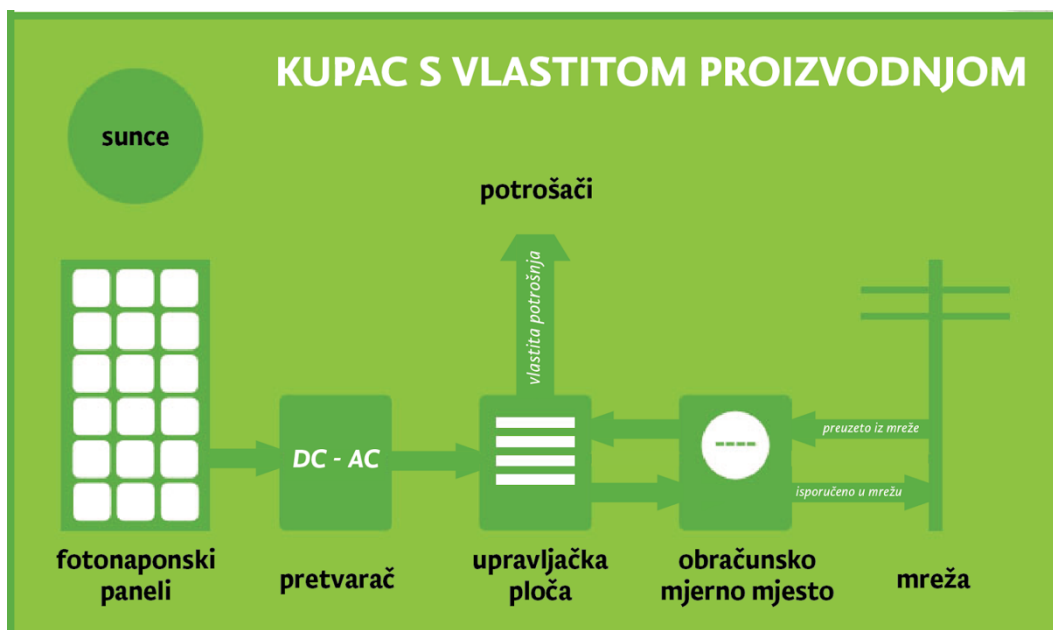 KUPAC S VLASTITOM PROIZVODNJOM
sunce
potrošači
vlastita potrošnja
preuzeto iz mreže
DC - AC
isporučeno u mrežu
fotonaponski
paneli
pretvarač
upravljačka
ploča
obračunsko
mjerno mjesto
mreža